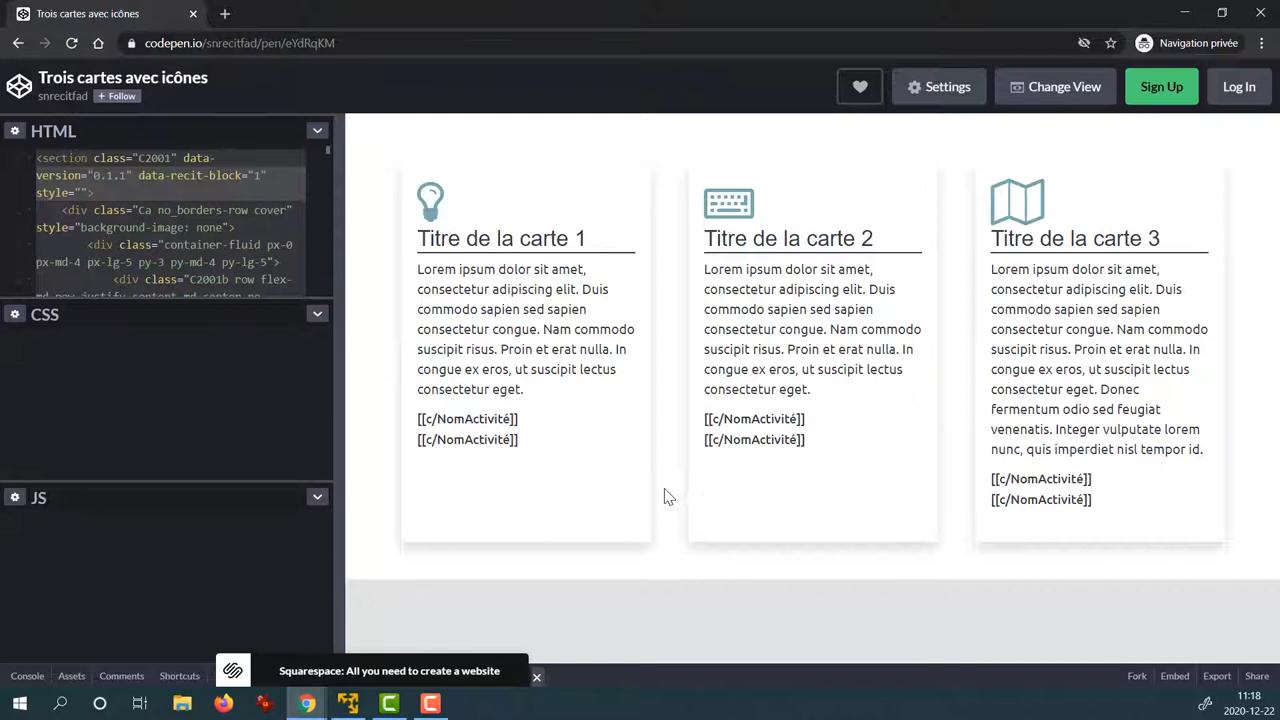 Trois cartes avec icônes
codepen.io/snrecitfad/pen/eYdRqKM
Navigation privée
Trois cartes avec icônes
snrecitfad
+ Follow
Settings
Change View
Sign Up
Log In
HTML
<section class="C2001" data-
version="0.1.1" data-recit-block="1"
style="">
<div class="Ca no_borders-row cover"
style="background-image: none">
<div class="container-fluid px-0
px-md-4 px-lg-5 py-3 py-md-4 py-lg-5">
<div class="C2001b row flex-
md-row justify-content-md-center no-
CSS
JS
Titre de la carte 1
Lorem ipsum dolor sit amet,
consectetur adipiscing elit. Duis
commodo sapien sed sapien
consectetur congue. Nam commodo
suscipit risus. Proin et erat nulla. In
congue ex eros, ut suscipit lectus
consectetur eget.
[[c/NomActivité]]
[[c/NomActivité]]
Titre de la carte 2
Lorem ipsum dolor sit amet,
consectetur adipiscing elit. Duis
commodo sapien sed sapien
consectetur congue. Nam commodo
suscipit risus. Proin et erat nulla. In
congue ex eros, ut suscipit lectus
consectetur eget.
[[c/NomActivité]]
[[c/NomActivité]]
Titre de la carte 3
Lorem ipsum dolor sit amet,
consectetur adipiscing elit. Duis
commodo sapien sed sapien
consectetur congue. Nam commodo
suscipit risus. Proin et erat nulla. In
congue ex eros, ut suscipit lectus
consectetur eget. Donec
fermentum odio sed feugiat
venenatis. Integer vulputate lorem
nunc, quis imperdiet nisl tempor id.
[[c/NomActivité]]
[[c/NomActivité]]
Console
Assets
Comments
Shortcuts
Squarespace: All you need to create a website
Fork
Embed
Export
Share
11:18
2020-12-22